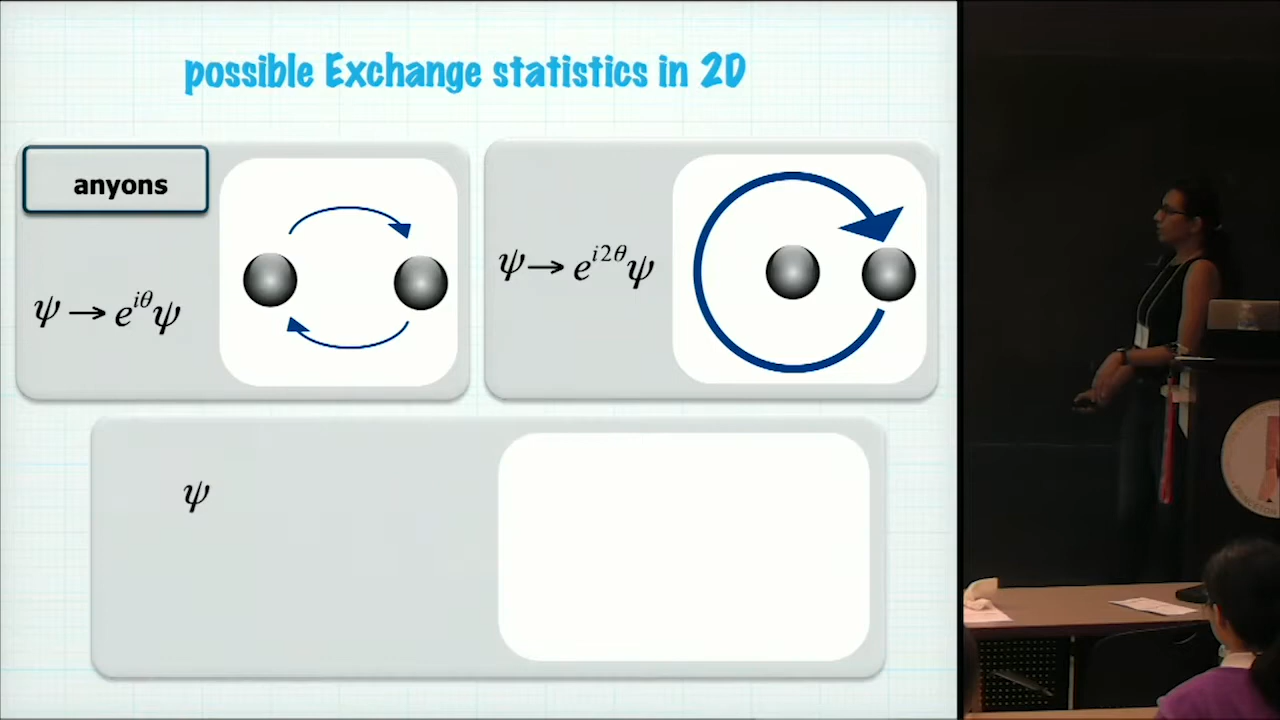 possible Exchange statistics in 2D
anyons
ψ → e^{iθ}ψ
ψ → e^{i2θ}ψ
ψ